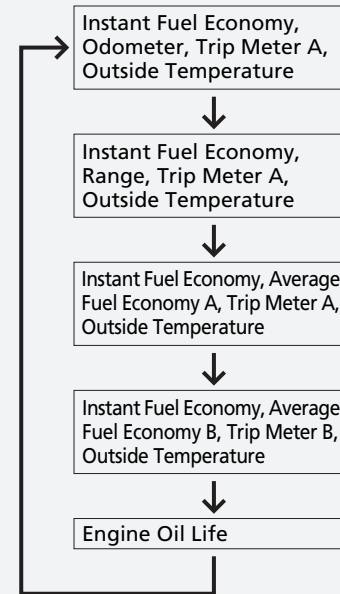 Instant Fuel Economy,
Odometer, Trip Meter A,
Outside Temperature
Instant Fuel Economy,
Range, Trip Meter A,
Outside Temperature
Instant Fuel Economy, Average
Fuel Economy A, Trip Meter A,
Outside Temperature
Instant Fuel Economy, Average
Fuel Economy B, Trip Meter B,
Outside Temperature
Engine Oil Life